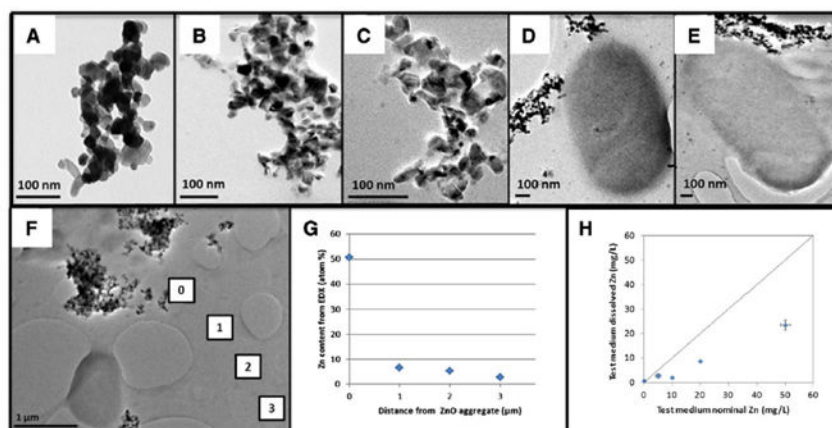 A
100 nm
B
100 nm
C
100 nm
D
100 nm
E
100 nm
F
0
1
2
3
1 µm
G
Zn content from EDX (atom %)
60
50
40
30
20
10
0
0 1 2 3
Distance from ZnO aggregate (µm)
H
Test medium dissolved Zn (mg/L)
60
50
40
30
20
10
0
0 10 20 30 40 50 60
Test medium nominal Zn (mg/L)